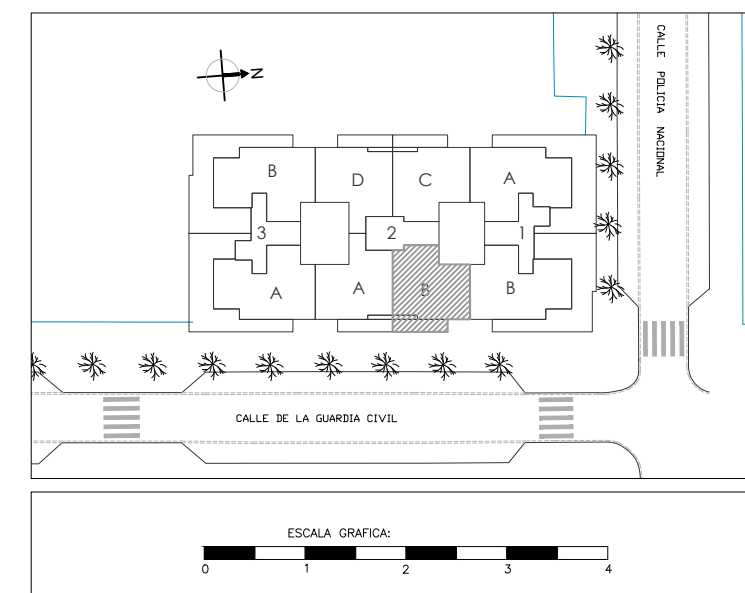 N
CALLE POLICIA NACIONAL
B D C A
3 2 1
A A B B
CALLE DE LA GUARDIA CIVIL
ESCALA GRAFICA:
0 1 2 3 4